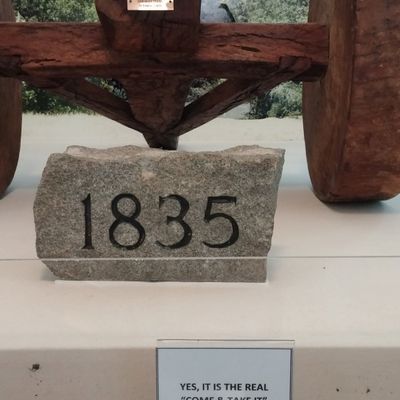 1835
YES, IT IS THE REAL
"COME & TAKE IT"